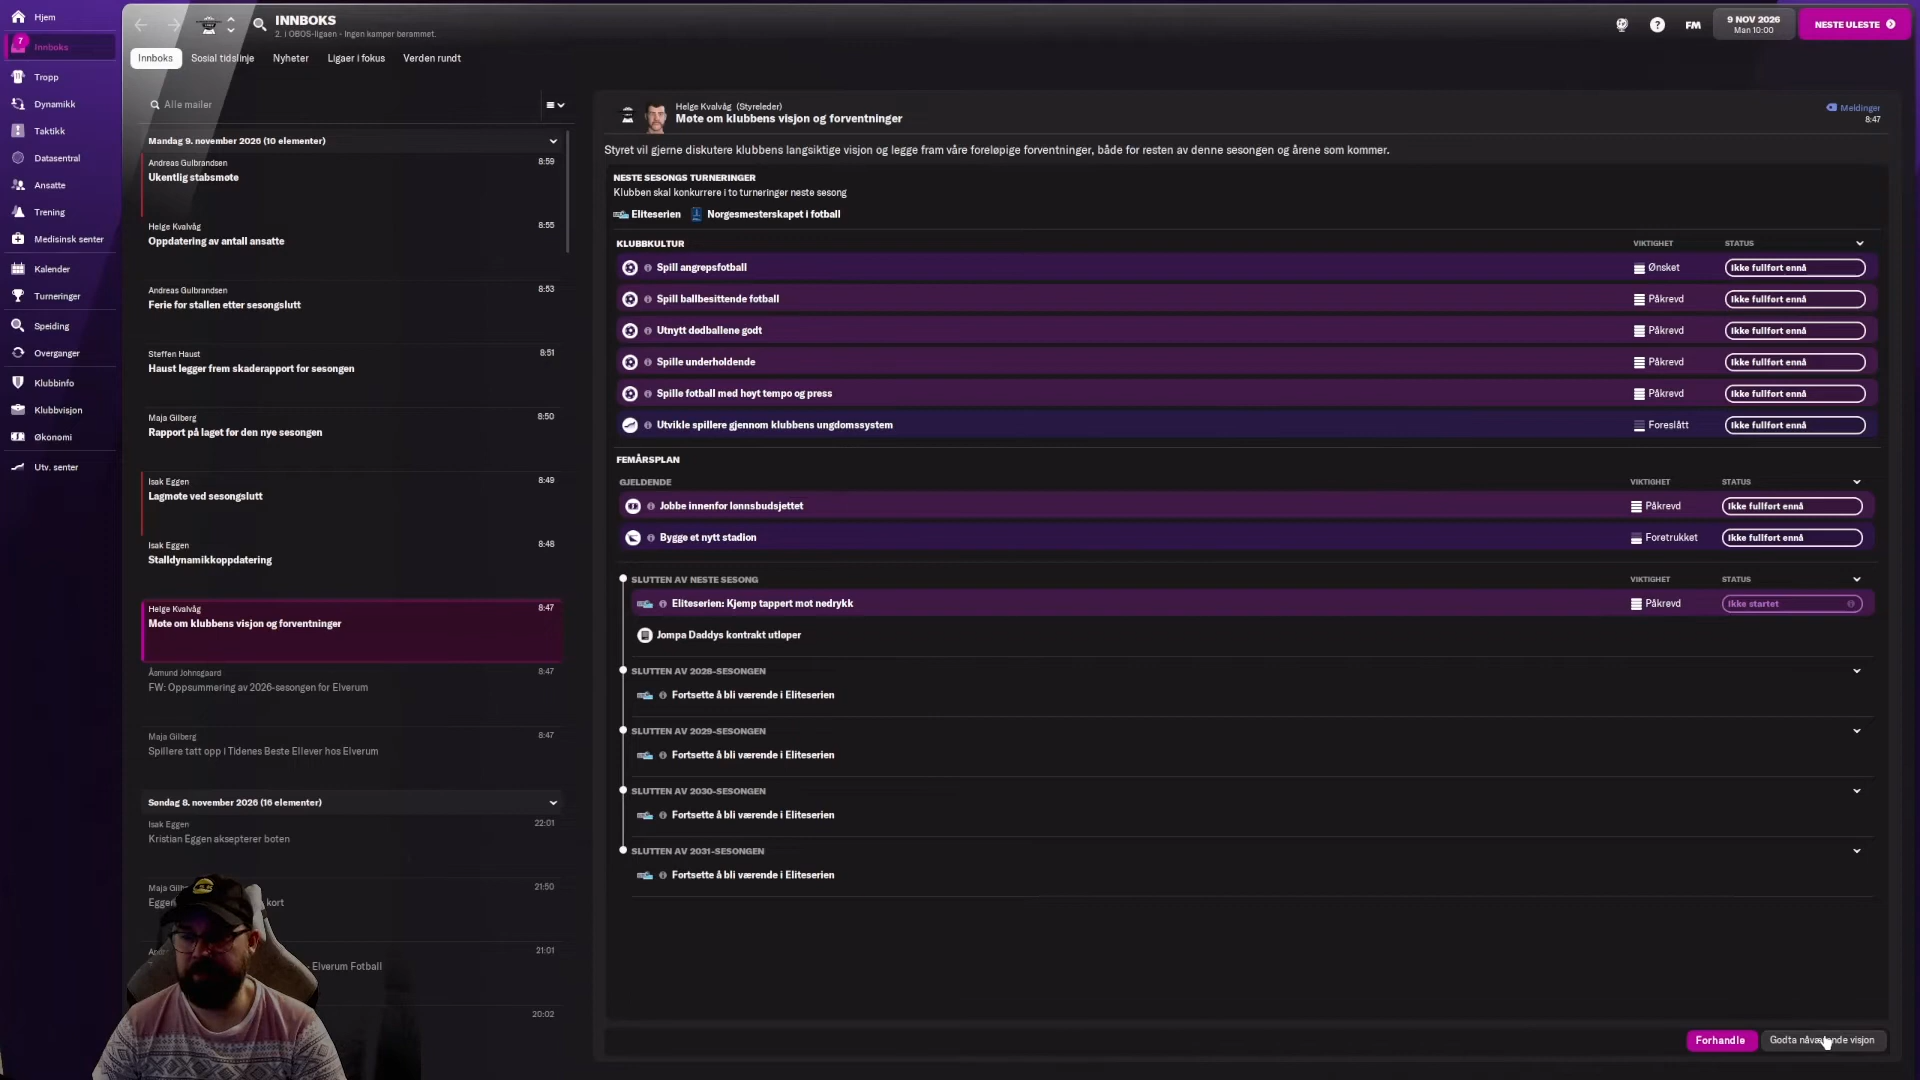 Hjem
7
Innboks
Tropp
Dynamikk
Taktikk
Datasentral
Ansatte
Trening
Medisinsk senter
Kalender
Turneringer
Speiding
Overganger
Klubbinfo
Klubbvisjon
Økonomi
Utv. senter
INNBOKS
2. i OBOS-ligaen - Ingen kamper berammet.
FM
9 NOV 2026
Man 10:00
NESTE ULESTE
Innboks Sosial tidslinje Nyheter Ligaer i fokus Verden rundt
Alle mailer
Mandag 9. november 2026 (10 elementer)
Andreas Gulbrandsen 8:59
Ukentlig stabsmøte
Helge Kvalvåg 8:55
Oppdatering av antall ansatte
Andreas Gulbrandsen 8:53
Ferie for stallen etter sesongslutt
Steffen Haust 8:51
Haust legger frem skaderapport for sesongen
Maja Gilberg 8:50
Rapport på laget før den nye sesongen
Isak Eggen 8:49
Lagmøte ved sesongslutt
Isak Eggen 8:48
Stalldynamikkoppdatering
Helge Kvalvåg 8:47
Møte om klubbens visjon og forventninger
Åsmund Johnsgaard 8:47
FW: Oppsummering av 2026-sesongen for Elverum
Maja Gilberg 8:47
Spillere tatt opp i Tidenes Beste Ellever hos Elverum
Søndag 8. november 2026 (16 elementer)
Isak Eggen 22:01
Kristian Eggen aksepterer boten
Maja 21:50
Eggen kort
21:01
Elverum Fotball
20:02
Helge Kvalvåg (Styreleder)
Møte om klubbens visjon og forventninger
Meldinger
8:47
Styret vil gjerne diskutere klubbens langsiktige visjon og legge fram våre foreløpige forventninger, både for resten av denne sesongen og årene som kommer.
NESTE SESONGS TURNERINGER
Klubben skal konkurrere i to turneringer neste sesong
Eliteserien Norgesmesterskapet i fotball
KLUBBKULTUR VIKTIGHET STATUS
Spill angrepsfotball Ønsket Ikke fullført ennå
Spill ballbesittende fotball Påkrevd Ikke fullført ennå
Utnytt dødballene godt Påkrevd Ikke fullført ennå
Spille underholdende Påkrevd Ikke fullført ennå
Spille fotball med høyt tempo og press Påkrevd Ikke fullført ennå
Utvikle spillere gjennom klubbens ungdomssystem Foreslått Ikke fullført ennå
FEMÅRSPLAN
GJELDENDE VIKTIGHET STATUS
Jobbe innenfor lønnsbudsjettet Påkrevd Ikke fullført ennå
Bygge et nytt stadion Foretrukket Ikke fullført ennå
SLUTTEN AV NESTE SESONG VIKTIGHET STATUS
Eliteserien: Kjemp tappert mot nedrykk Påkrevd Ikke startet
Jompa Daddys kontrakt utløper
SLUTTEN AV 2028-SESONGEN
Fortsette å bli værende i Eliteserien
SLUTTEN AV 2029-SESONGEN
Fortsette å bli værende i Eliteserien
SLUTTEN AV 2030-SESONGEN
Fortsette å bli værende i Eliteserien
SLUTTEN AV 2031-SESONGEN
Fortsette å bli værende i Eliteserien
Forhandle Godta nåværende visjon